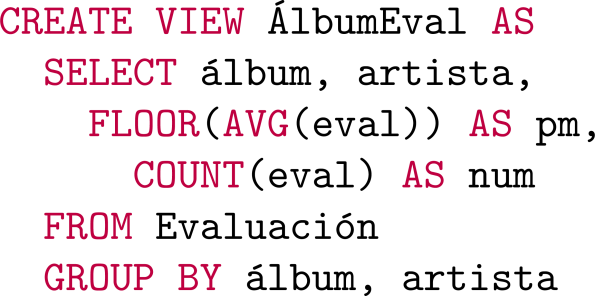 CREATE VIEW ÁlbumEval AS
SELECT álbum, artista,
FLOOR(AVG(eval)) AS pm,
COUNT(eval) AS num
FROM Evaluación
GROUP BY álbum, artista